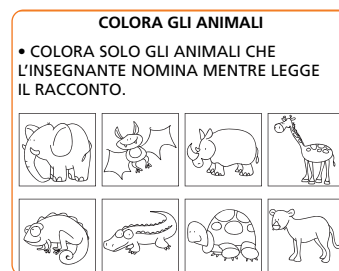 COLORA GLI ANIMALI
• COLORA SOLO GLI ANIMALI CHE
L'INSEGNANTE NOMINA MENTRE LEGGE
IL RACCONTO.